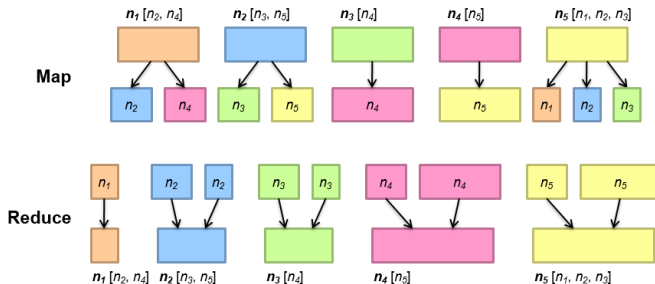 n1 [n2, n4] n2 [n3, n5] n3 [n4] n4 [n5] n5 [n1, n2, n3]
Map
n2 n4 n3 n5 n4 n5 n1 n2 n3
n1 n2 n2 n3 n3 n4 n4 n5 n5
Reduce
n1 [n2, n4] n2 [n3, n5] n3 [n4] n4 [n5] n5 [n1, n2, n3]